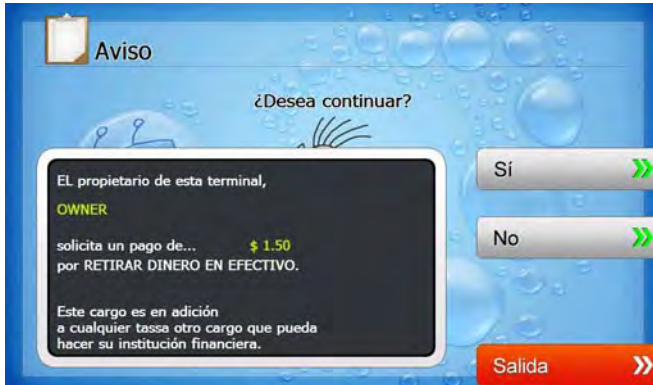 Aviso
¿Desea continuar?
EL propietario de esta terminal,
OWNER
solicita un pago de... $ 1.50
por RETIRAR DINERO EN EFECTIVO.
Este cargo es en adición
a cualquier tassa otro cargo que pueda
hacer su institución financiera.
Sí
No
Salida